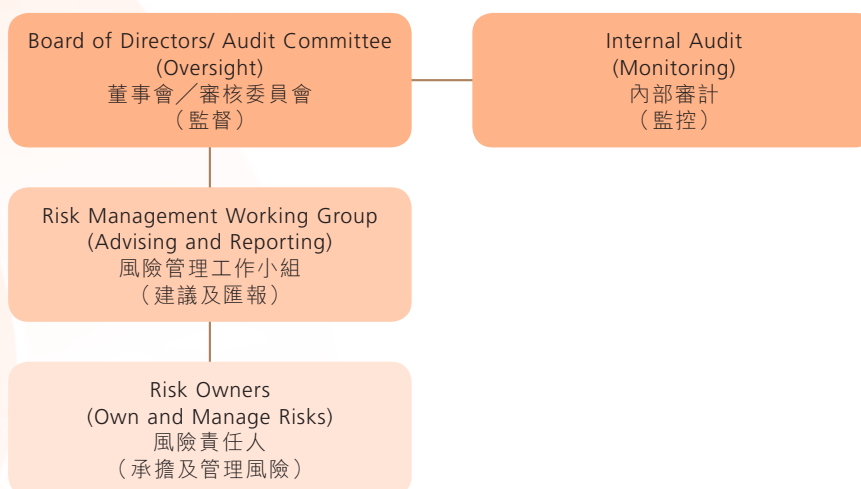 Board of Directors/ Audit Committee
(Oversight)
董事會／審核委員會
（監督）
Internal Audit
(Monitoring)
內部審計
（監控）
Risk Management Working Group
(Advising and Reporting)
風險管理工作小組
（建議及匯報）
Risk Owners
(Own and Manage Risks)
風險責任人
（承擔及管理風險）